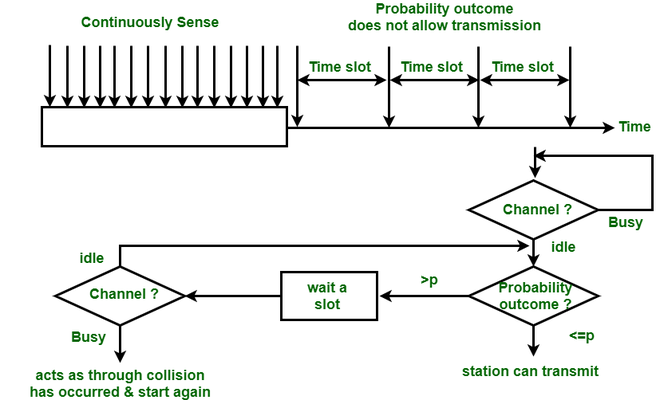 Continuously Sense
Probability outcome
does not allow transmission
Time slot
Time slot
Time slot
Time
Channel ?
Busy
idle
idle
Channel ?
wait a
slot
>p
Probability
outcome ?
Busy
<=p
acts as through collision
has occurred & start again
station can transmit